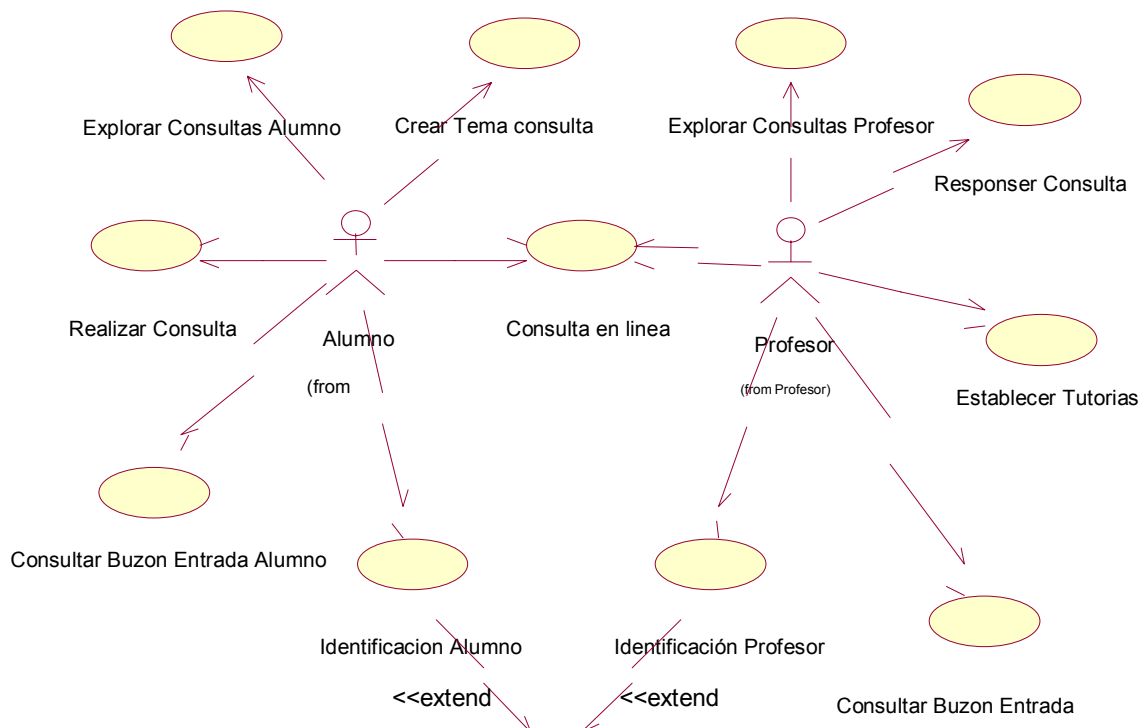 Explorar Consultas Alumno
Crear Tema consulta
Explorar Consultas Profesor
Responser Consulta
Realizar Consulta
Alumno
(from
Consulta en linea
Profesor
(from Profesor)
Establecer Tutorias
Consultar Buzon Entrada Alumno
Identificacion Alumno
Identificación Profesor
<<extend
<<extend
Consultar Buzon Entrada